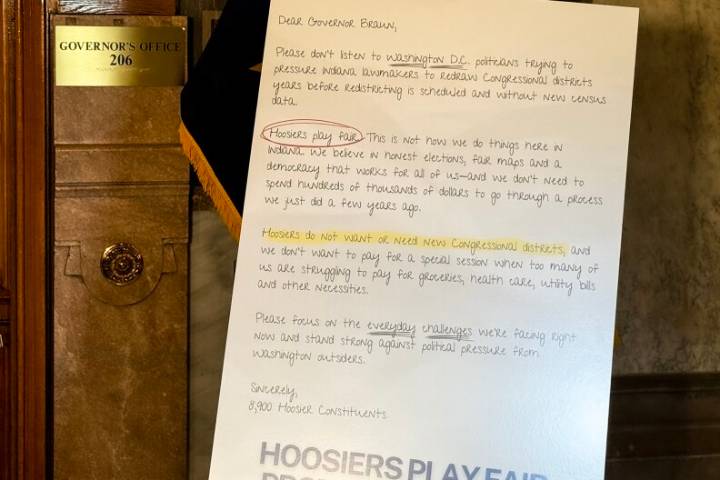 GOVERNOR'S OFFICE
206
Dear Governor Braun,
Please don't listen to Washington D.C. politicians trying to
pressure Indiana lawmakers to redraw Congressional districts
years before redistricting is scheduled and without new census
data.
Hoosiers play fair. This is not how we do things here in
Indiana. We believe in honest elections, fair maps and a
democracy that works for all of us—and we don't need to
spend hundreds of thousands of dollars to go through a process
we just did a few years ago.
Hoosiers do not want or need new Congressional districts, and
we don't want to pay for a special session when too many of
us are struggling to pay for groceries, health care, utility bills
and other necessities.
Please focus on the everyday challenges we're facing right
now and stand strong against political pressure from
Washington outsiders.
Sincerely,
8,900 Hoosier Constituents
HOOSIERS PLAY FAIR